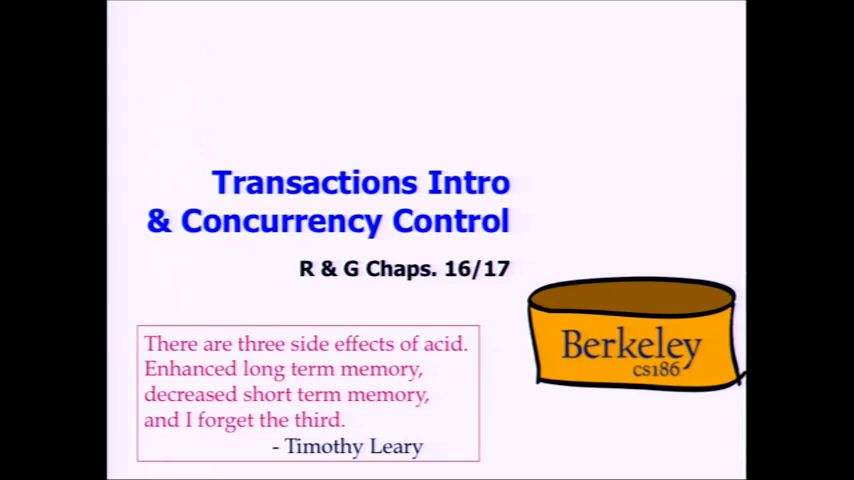 Transactions Intro
& Concurrency Control
R & G Chaps. 16/17
There are three side effects of acid.
Enhanced long term memory,
decreased short term memory,
and I forget the third.
- Timothy Leary
Berkeley
cs186